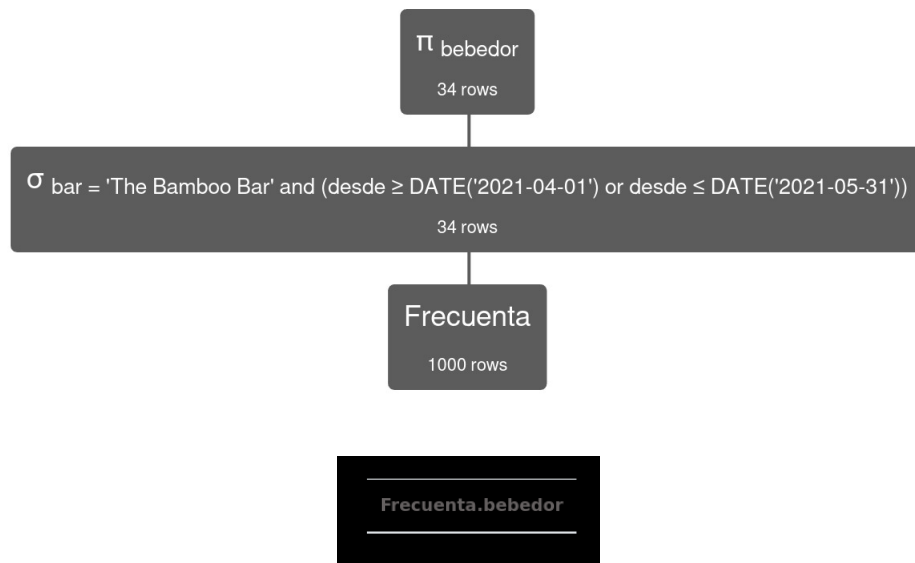 π bebedor
34 rows
σ bar = 'The Bamboo Bar' and (desde ≥ DATE('2021-04-01') or desde ≤ DATE('2021-05-31'))
34 rows
Frecuenta
1000 rows
Frecuenta.bebedor